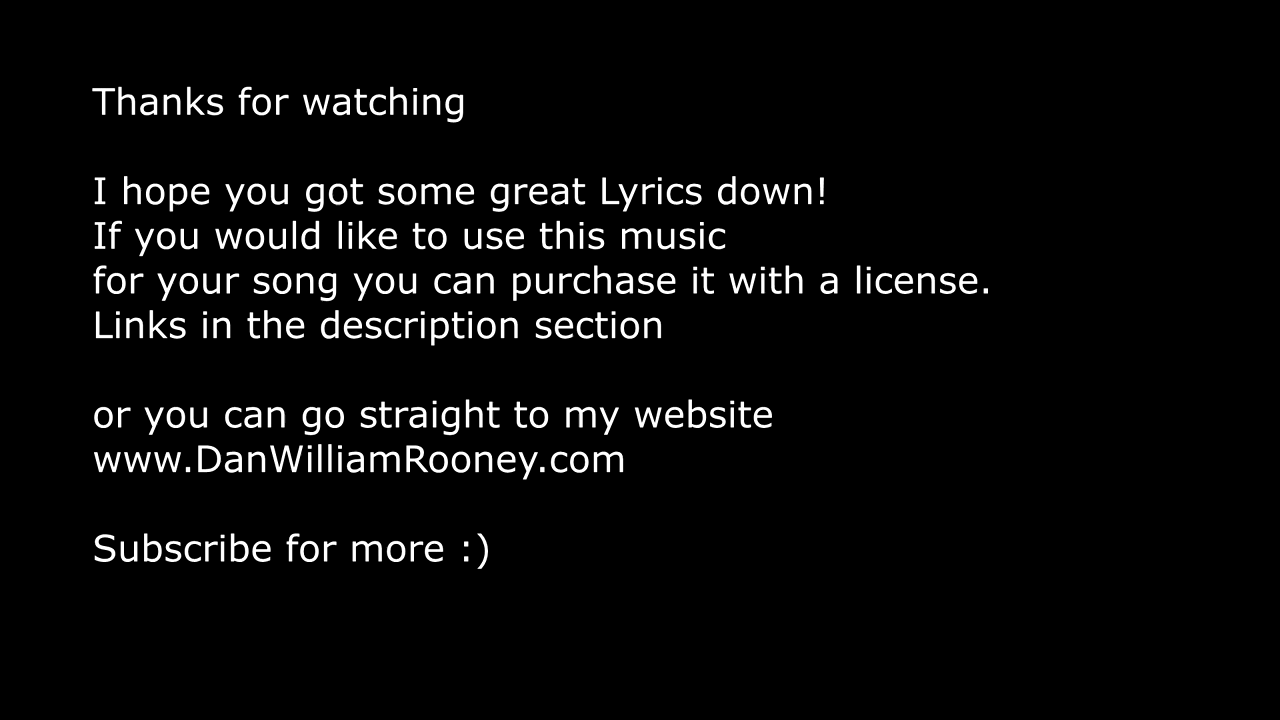 Thanks for watching
I hope you got some great Lyrics down!
If you would like to use this music
for your song you can purchase it with a license.
Links in the description section
or you can go straight to my website
www.DanWilliamRooney.com
Subscribe for more :)